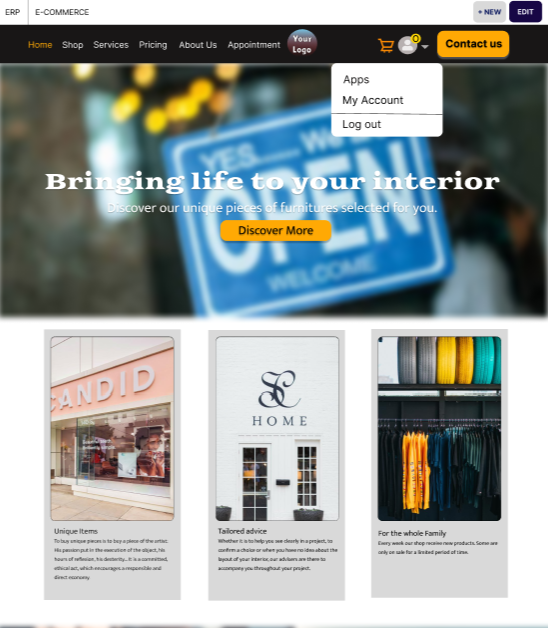 ERP
E-COMMERCE
+ NEW
EDIT
Home
Shop
Services
Pricing
About Us
Appointment
Your
Logo
0
Contact us
Apps
My Account
Log out
YES, WE'RE
OPEN
WELCOME
Bringing life to your interior
Discover our unique pieces of furnitures selected for you.
Discover More
CANDID
HOME
Unique Items
To buy unique pieces is to buy a piece of the artist.
His passion put in the execution of the object, his
hours of reflexion, his dexterity... It is a committed,
ethical act, which encourages a responsible and
direct economy
Tailored advice
Whether it is to help you see clearly in a project, to
confirm a choice or when you have no idea about the
layout of your interior, our advisers are there to
accompany you throughout your project.
For the whole Family
Every week our shop receive new products. Some are
only on sale for a limited period of time.